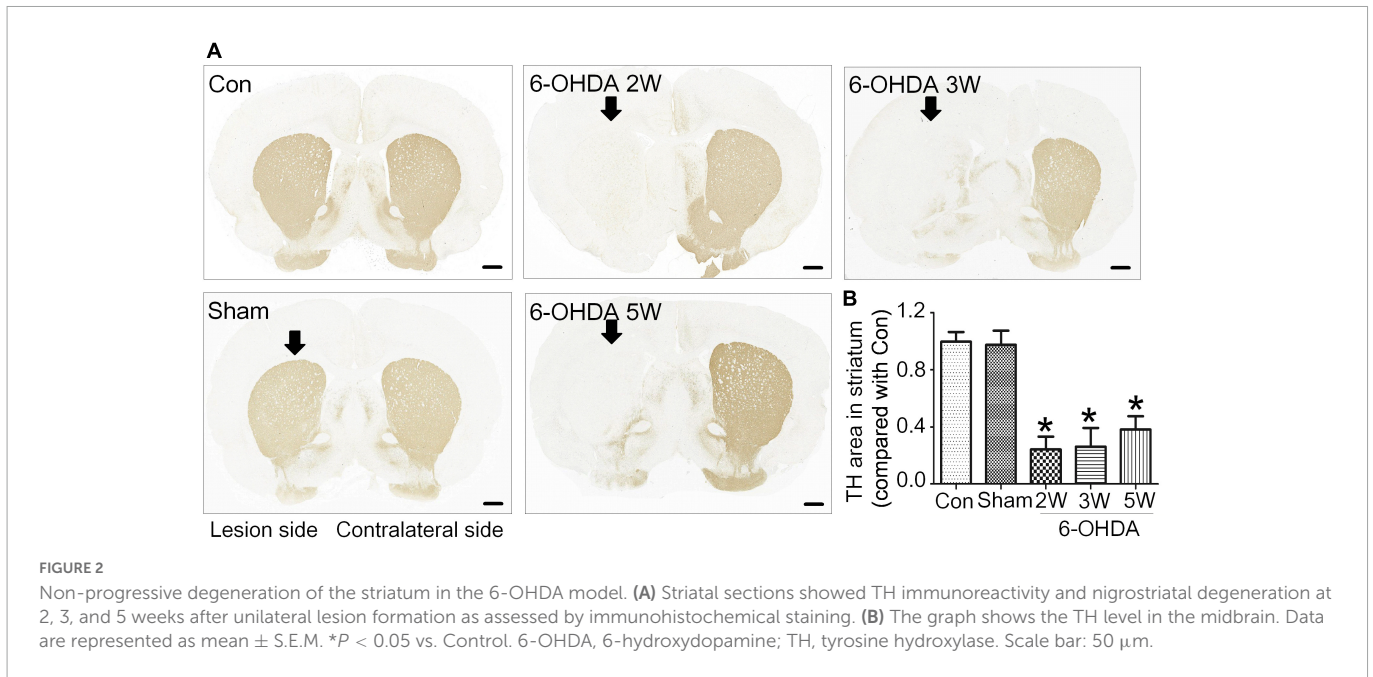 A
Con
6-OHDA 2W
6-OHDA 3W
Sham
6-OHDA 5W
Lesion side Contralateral side
B
TH area in striatum
(compared with Con)
1.2
0.8
0.4
0.0
* * *
Con Sham 2W 3W 5W
6-OHDA
FIGURE 2
Non-progressive degeneration of the striatum in the 6-OHDA model. (A) Striatal sections showed TH immunoreactivity and nigrostriatal degeneration at
2, 3, and 5 weeks after unilateral lesion formation as assessed by immunohistochemical staining. (B) The graph shows the TH level in the midbrain. Data
are represented as mean ± S.E.M. *P < 0.05 vs. Control. 6-OHDA, 6-hydroxydopamine; TH, tyrosine hydroxylase. Scale bar: 50 μm.